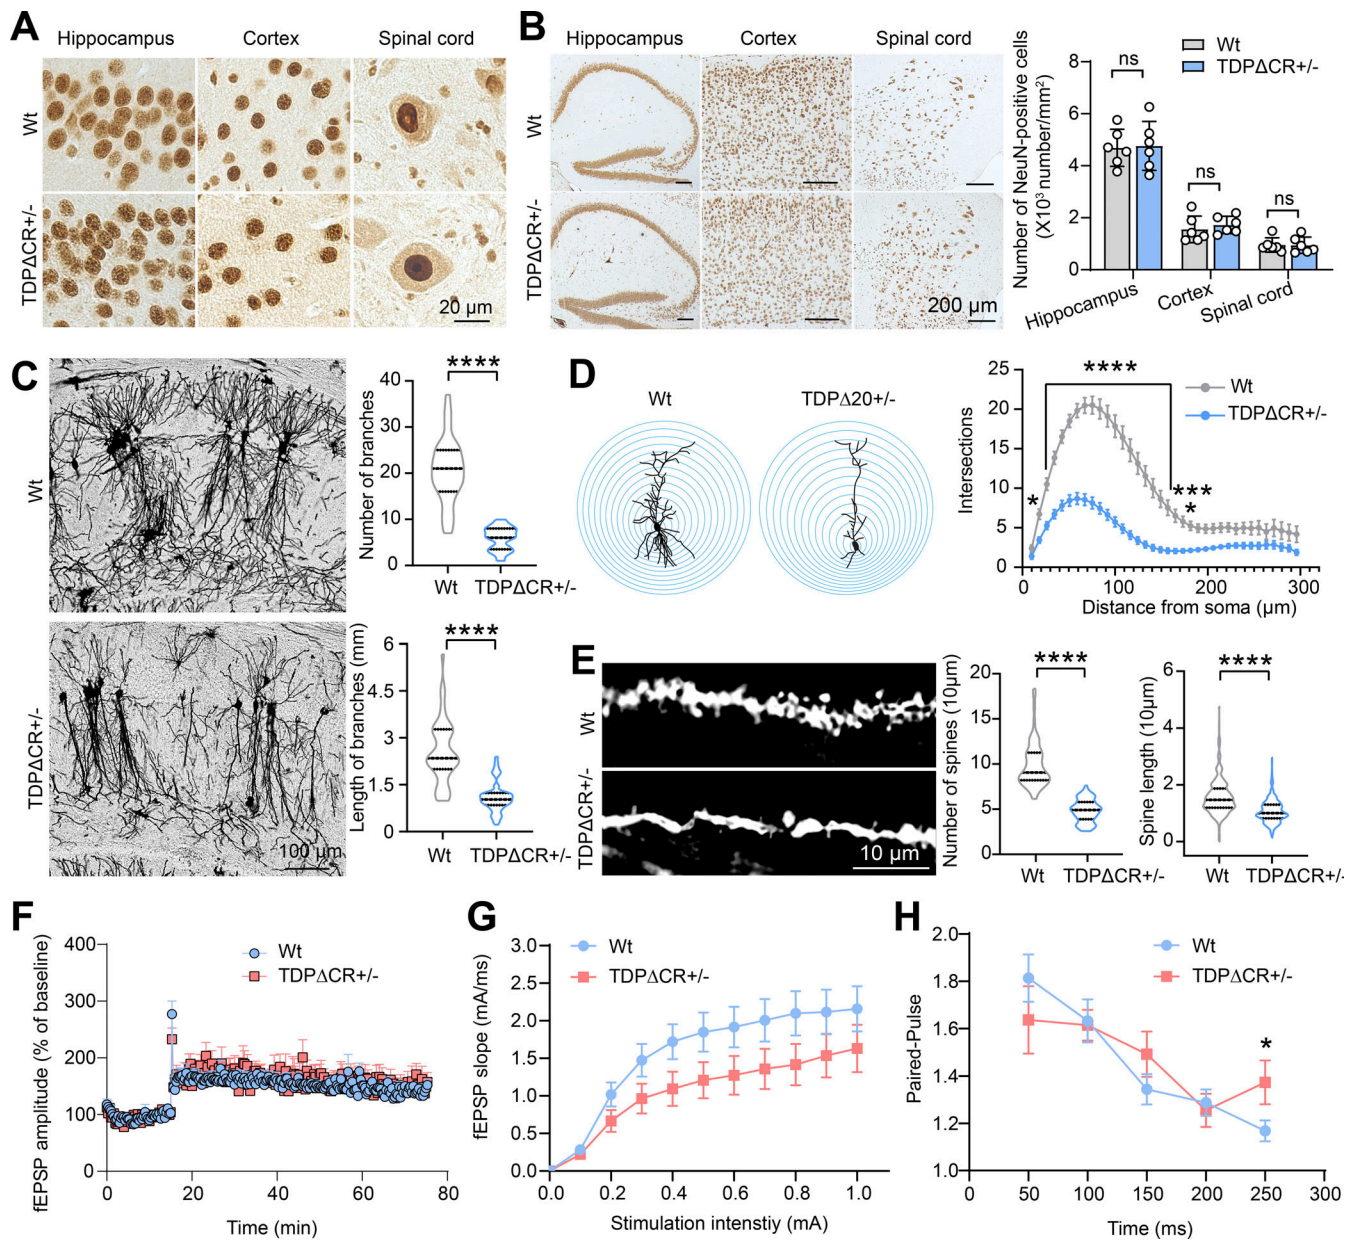 A
Hippocampus
Cortex
Spinal cord
Wt
TDPΔCR+/-
20 µm
B
Hippocampus
Cortex
Spinal cord
Wt
TDPΔCR+/-
200 µm
Number of NeuN-positive cells
(X10³ number/mm²)
8
6
4
2
0
ns
ns
ns
Wt
TDPΔCR+/-
Hippocampus
Cortex
Spinal cord
C
Wt
TDPΔCR+/-
100 µm
Number of branches
40
30
20
10
0
****
Wt
TDPΔCR+/-
Length of branches (mm)
6
4.5
3
1.5
0
****
Wt
TDPΔCR+/-
D
Wt
TDPΔ20+/-
Intersections
25
20
15
10
5
0
****
*
***
*
Wt
TDPΔCR+/-
0
100
200
300
Distance from soma (µm)
E
Wt
TDPΔCR+/-
10 µm
Number of spines (10µm)
20
15
10
5
0
****
Wt
TDPΔCR+/-
Spine length (10µm)
6
4
2
0
****
Wt
TDPΔCR+/-
F
fEPSP amplitude (% of baseline)
400
300
200
100
0
Wt
TDPΔCR+/-
0
20
40
60
80
Time (min)
G
fEPSP slope (mA/ms)
3.0
2.5
2.0
1.5
1.0
0.5
0.0
Wt
TDPΔCR+/-
0.0
0.2
0.4
0.6
0.8
1.0
Stimulation intenstiy (mA)
H
Paired-Pulse
2.0
1.8
1.6
1.4
1.2
1.0
Wt
TDPΔCR+/-
*
50
100
150
200
250
300
Time (ms)